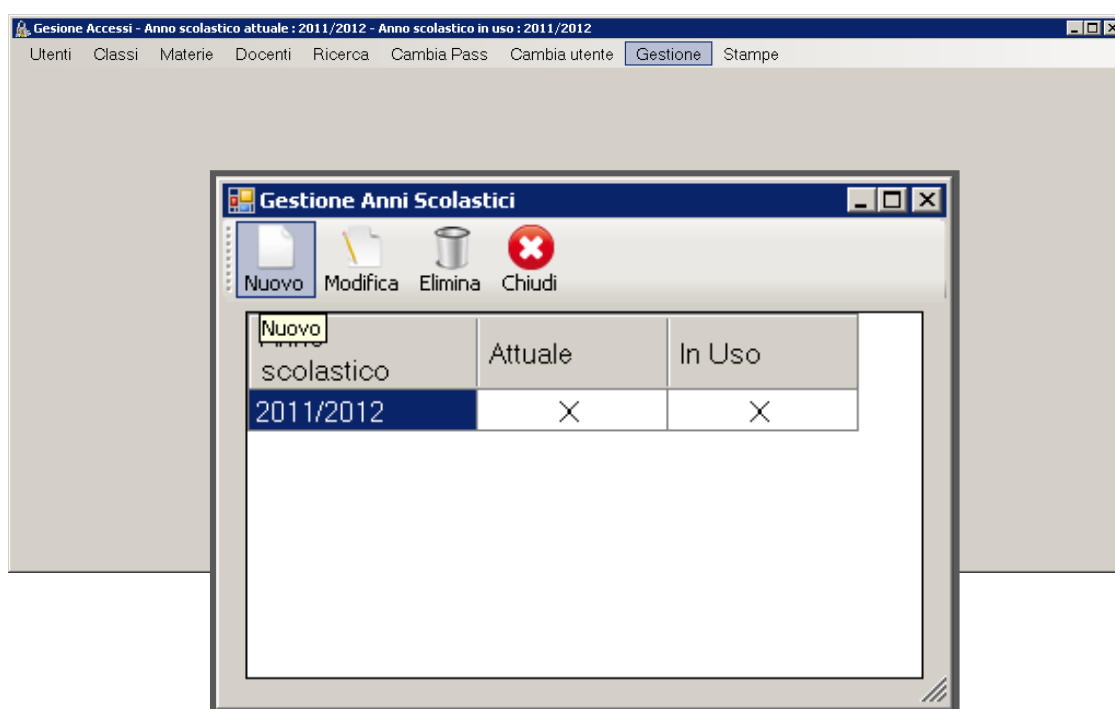 Gesione Accessi - Anno scolastico attuale : 2011/2012 - Anno scolastico in uso : 2011/2012
Utenti Classi Materie Docenti Ricerca Cambia Pass Cambia utente Gestione Stampe
Gestione Anni Scolastici
Nuovo Modifica Elimina Chiudi
Nuovo
Anno scolastico Attuale In Uso
2011/2012 X X